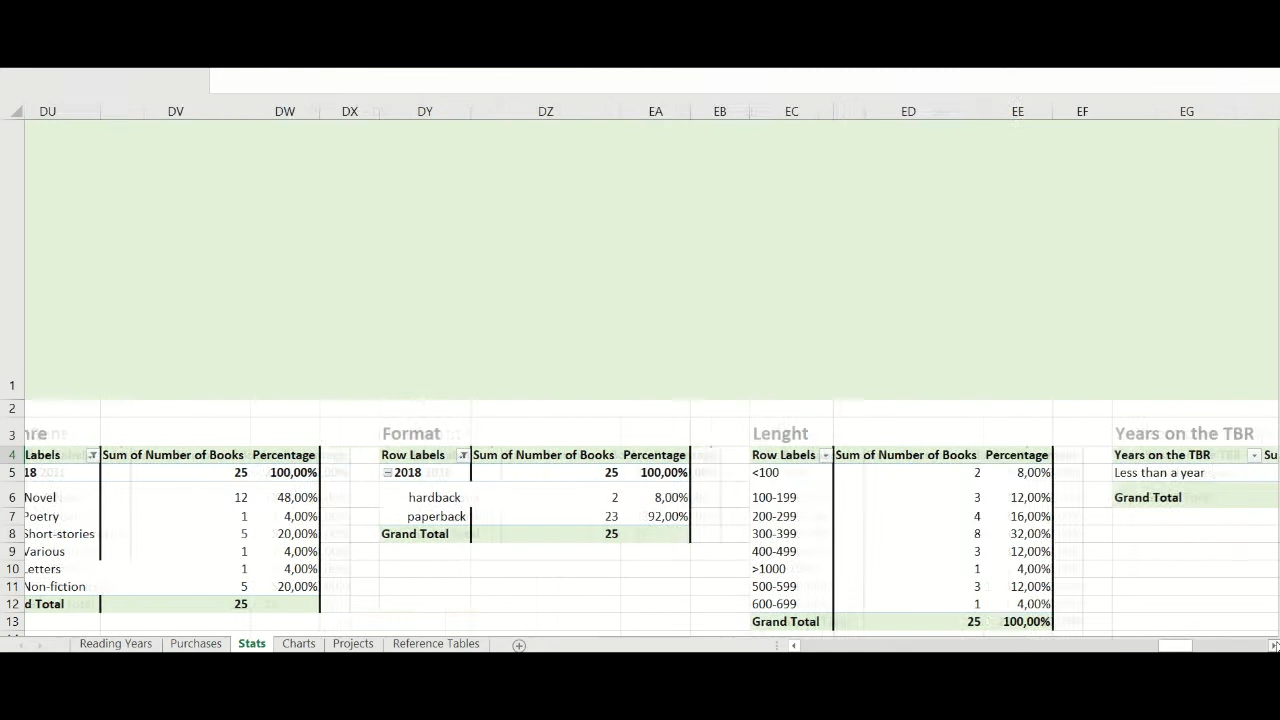 DU DV DW DX DY DZ EA EB EC ED EE EF EG
1
2
3 nre Format Lenght Years on the TBR
4 Labels Sum of Number of Books Percentage Row Labels Sum of Number of Books Percentage Row Labels Sum of Number of Books Percentage Years on the TBR Su
5 18 25 100,00% 2018 25 100,00% <100 2 8,00% Less than a year
6 Novel 12 48,00% hardback 2 8,00% 100-199 3 12,00% Grand Total
7 Poetry 1 4,00% paperback 23 92,00% 200-299 4 16,00%
8 Short-stories 5 20,00% Grand Total 25 300-399 8 32,00%
9 Various 1 4,00% 400-499 3 12,00%
10 Letters 1 4,00% >1000 1 4,00%
11 Non-fiction 5 20,00% 500-599 3 12,00%
12 d Total 25 600-699 1 4,00%
13 Grand Total 25 100,00%
Reading Years Purchases Stats Charts Projects Reference Tables